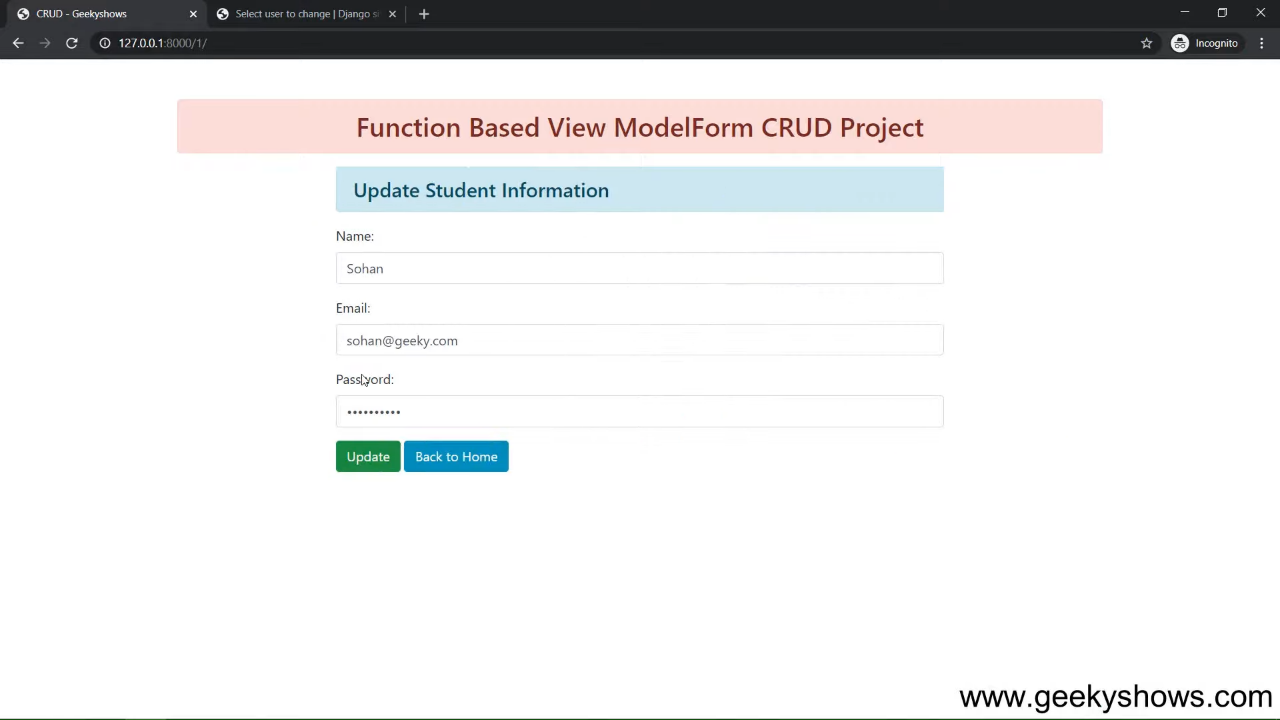 CRUD - Geekyshows
Select user to change | Django si
127.0.0.1:8000/1/
Incognito
Function Based View ModelForm CRUD Project
Update Student Information
Name:
Sohan
Email:
sohan@geeky.com
Password:
••••••••••
Update Back to Home
www.geekyshows.com